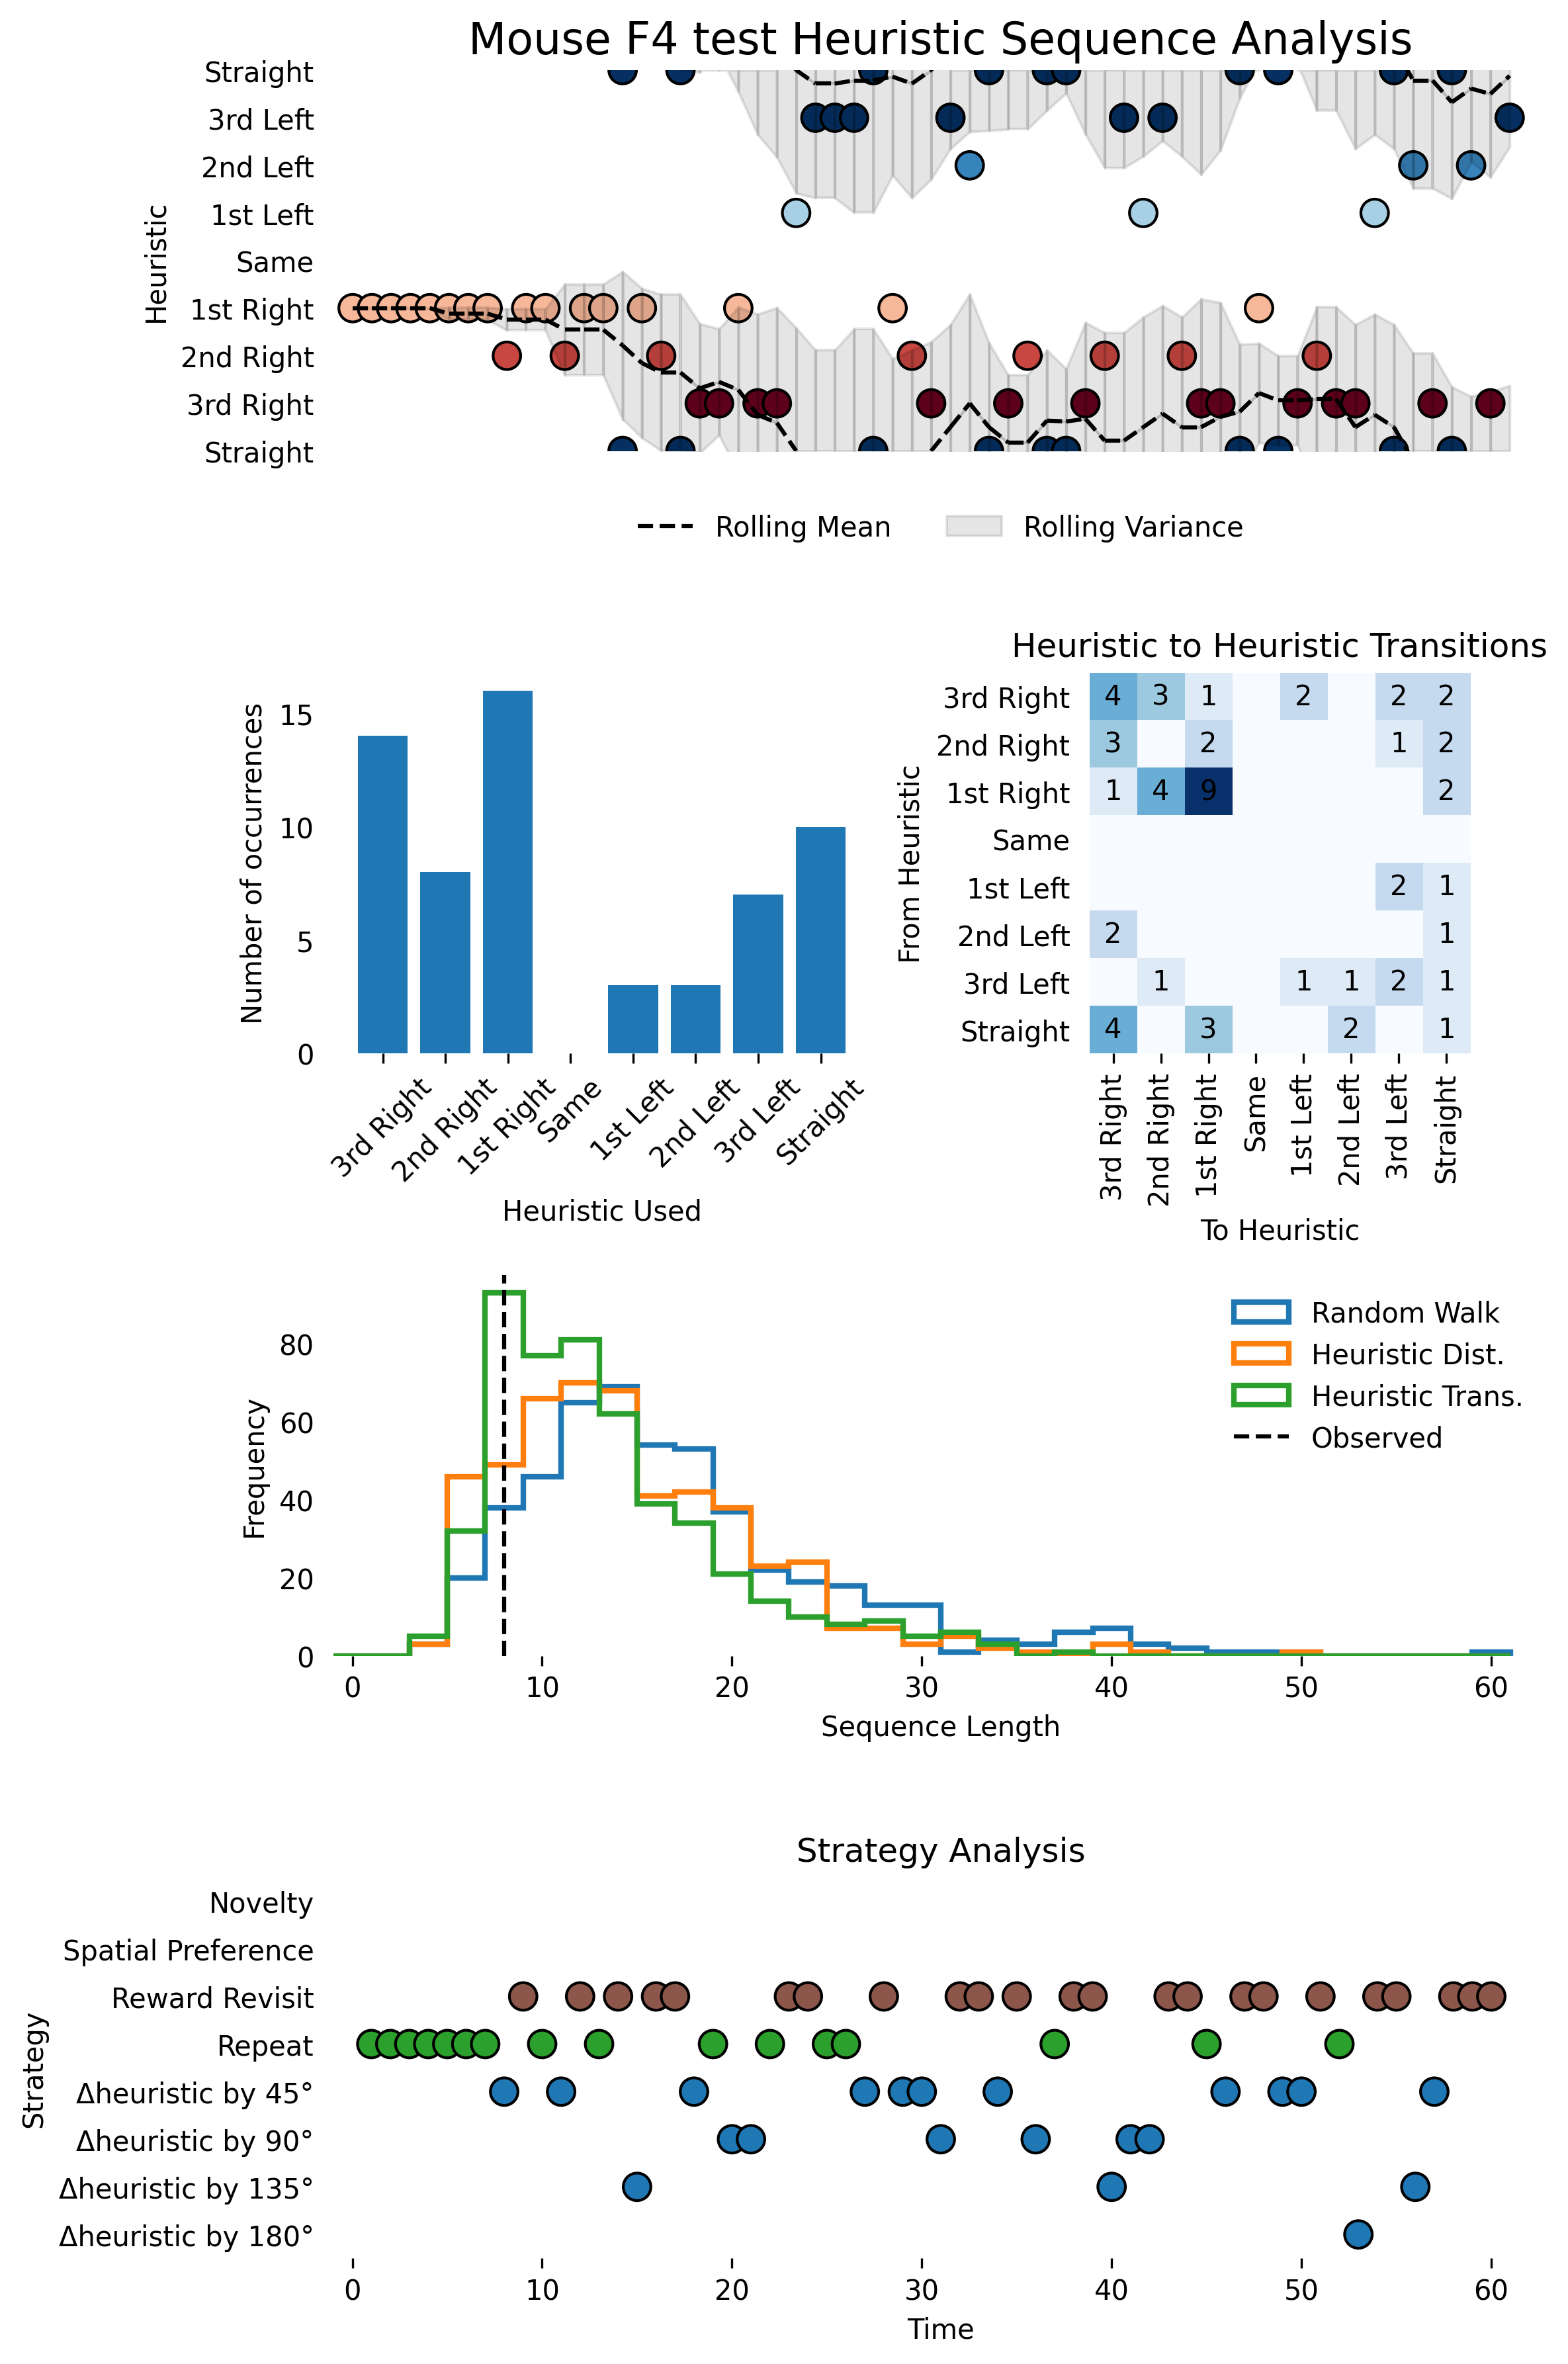 Mouse F4 test Heuristic Sequence Analysis
Heuristic
Straight
3rd Left
2nd Left
1st Left
Same
1st Right
2nd Right
3rd Right
Straight
Rolling Mean
Rolling Variance
Number of occurrences
15
10
5
0
3rd Right
2nd Right
1st Right
Same
1st Left
2nd Left
3rd Left
Straight
Heuristic Used
Heuristic to Heuristic Transitions
From Heuristic
3rd Right 4 3 1 2 2 2
2nd Right 3 2 1 2
1st Right 1 4 9 2
Same
1st Left 2 1
2nd Left 2 1
3rd Left 1 1 1 2 1
Straight 4 3 2 1
3rd Right
2nd Right
1st Right
Same
1st Left
2nd Left
3rd Left
Straight
To Heuristic
Frequency
80
60
40
20
0
0 10 20 30 40 50 60
Sequence Length
Random Walk
Heuristic Dist.
Heuristic Trans.
Observed
Strategy Analysis
Strategy
Novelty
Spatial Preference
Reward Revisit
Repeat
Δheuristic by 45°
Δheuristic by 90°
Δheuristic by 135°
Δheuristic by 180°
0 10 20 30 40 50 60
Time